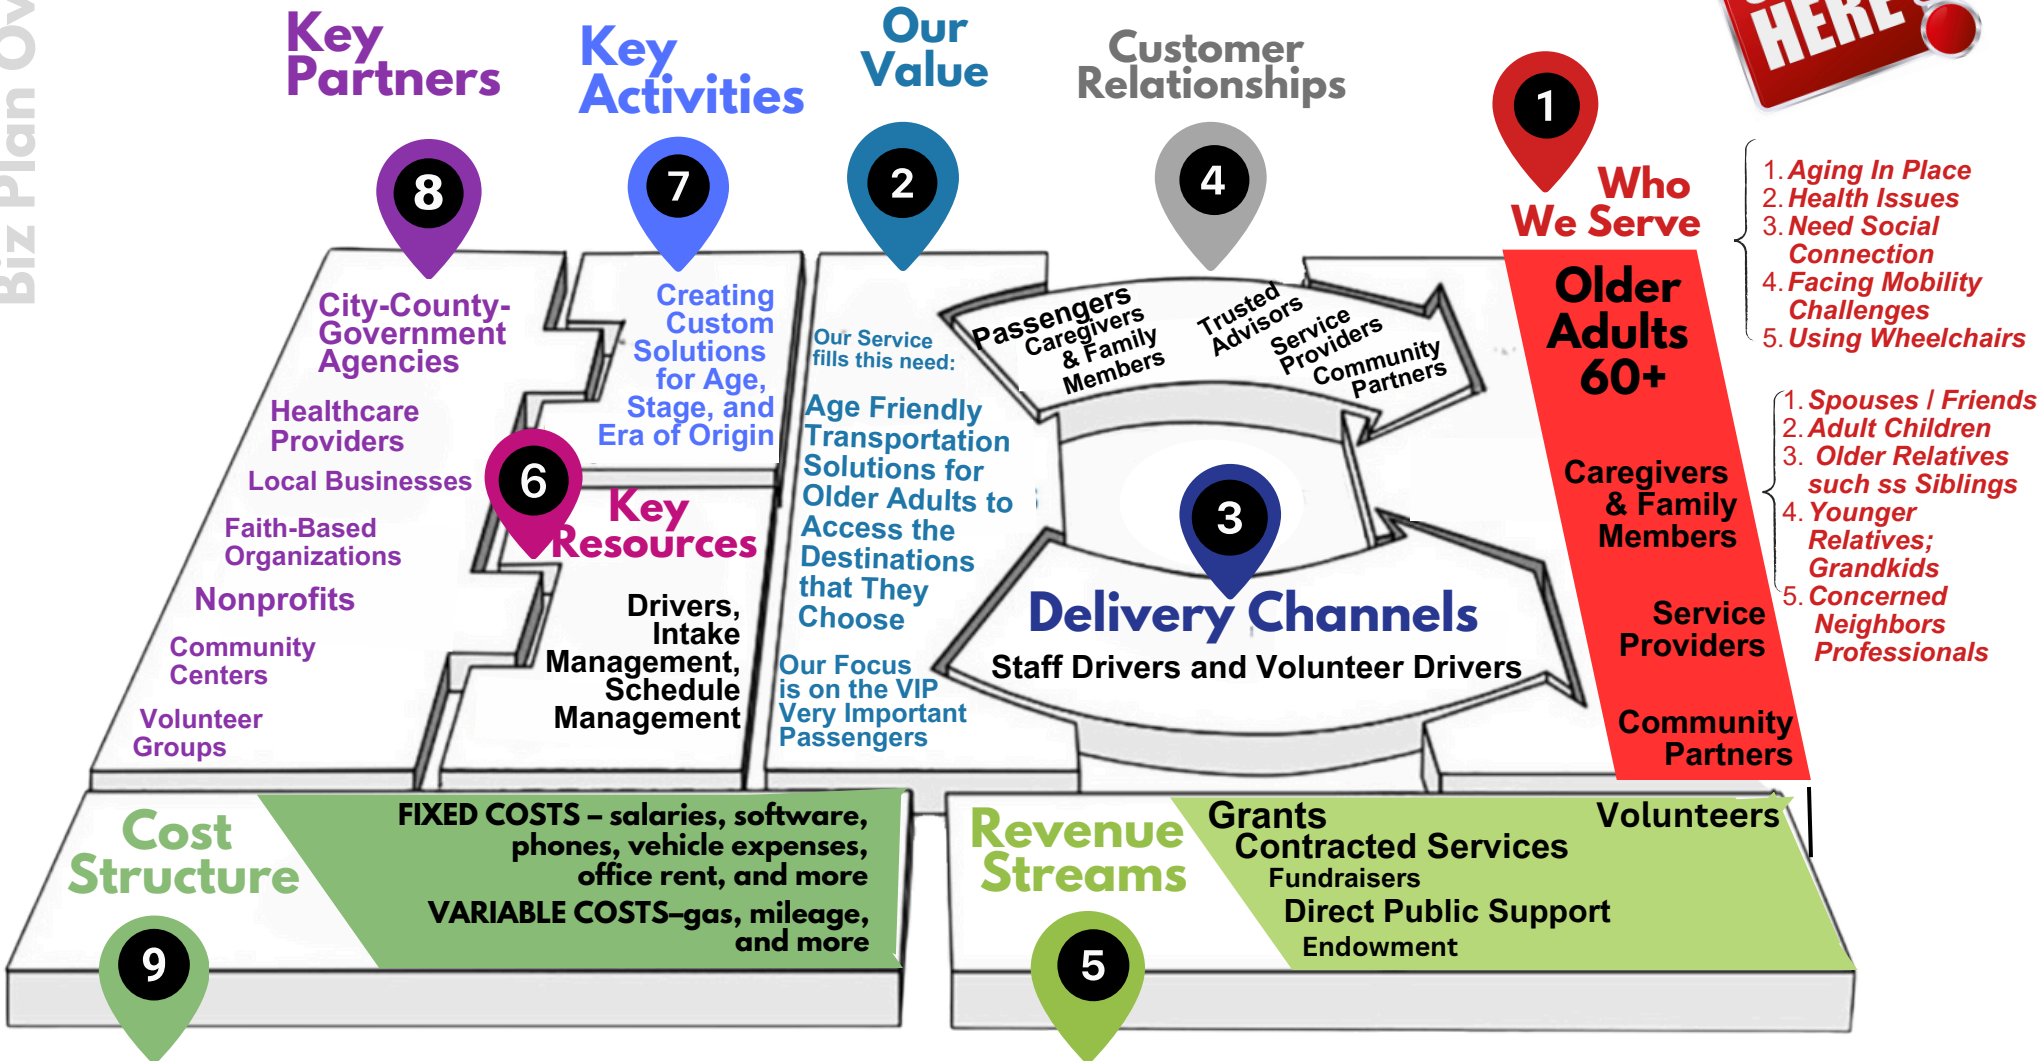 Biz Plan
HERE
Key
Partners
Key
Activities
Our
Value
Customer
Relationships
1
Who
We Serve
8
7
2
4
1. Aging In Place
2. Health Issues
3. Need Social
Connection
4. Facing Mobility
Challenges
5. Using Wheelchairs
City-County-
Government
Agencies
Healthcare
Providers
Local Businesses
Faith-Based
Organizations
Nonprofits
Community
Centers
Volunteer
Groups
Creating
Custom
Solutions
for Age,
Stage, and
Era of Origin
6
Key
Resources
Drivers,
Intake
Management,
Schedule
Management
Our Service
fills this need:
Age Friendly
Transportation
Solutions for
Older Adults to
Access the
Destinations
that They
Choose
Our Focus
is on the VIP
Very Important
Passengers
Passengers
Caregivers
& Family
Members
Trusted
Advisors
Service
Providers
Community
Partners
3
Delivery Channels
Staff Drivers and Volunteer Drivers
Older
Adults
60+
Caregivers
& Family
Members
Service
Providers
Community
Partners
1. Spouses / Friends
2. Adult Children
3. Older Relatives
such ss Siblings
4. Younger
Relatives;
Grandkids
5. Concerned
Neighbors
Professionals
Cost
Structure
9
FIXED COSTS – salaries, software,
phones, vehicle expenses,
office rent, and more
VARIABLE COSTS–gas, mileage,
and more
Revenue
Streams
5
Grants
Volunteers
Contracted Services
Fundraisers
Direct Public Support
Endowment